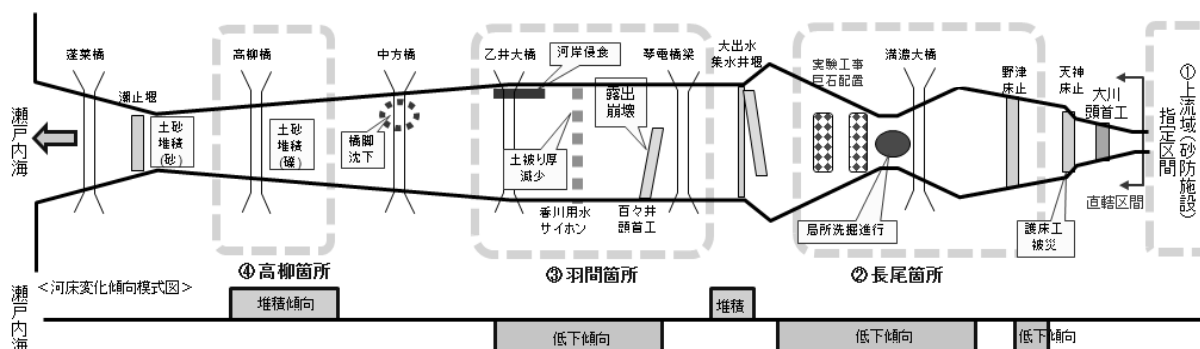 蓬莱橋
高柳橋
中方橋
乙井大橋
河岸侵食
琴電橋梁
大出水
集水井堰
実験工事
巨石配置
満濃大橋
野津
床止
天神
床止
大川
頭首工
①上流域(砂防施設)
指定区間
潮止堰
土砂
堆積
(砂)
土砂
堆積
(礫)
橋脚
沈下
露出
崩壊
土被り厚
減少
瀬戸内海
香川用水
サイホン
百々井
頭首工
局所洗掘進行
護床工
被災
直轄区間
④高柳箇所
③羽間箇所
②長尾箇所
<河床変化傾向模式図>
瀬戸内海
堆積傾向
堆積
低下傾向
低下傾向
低下傾向